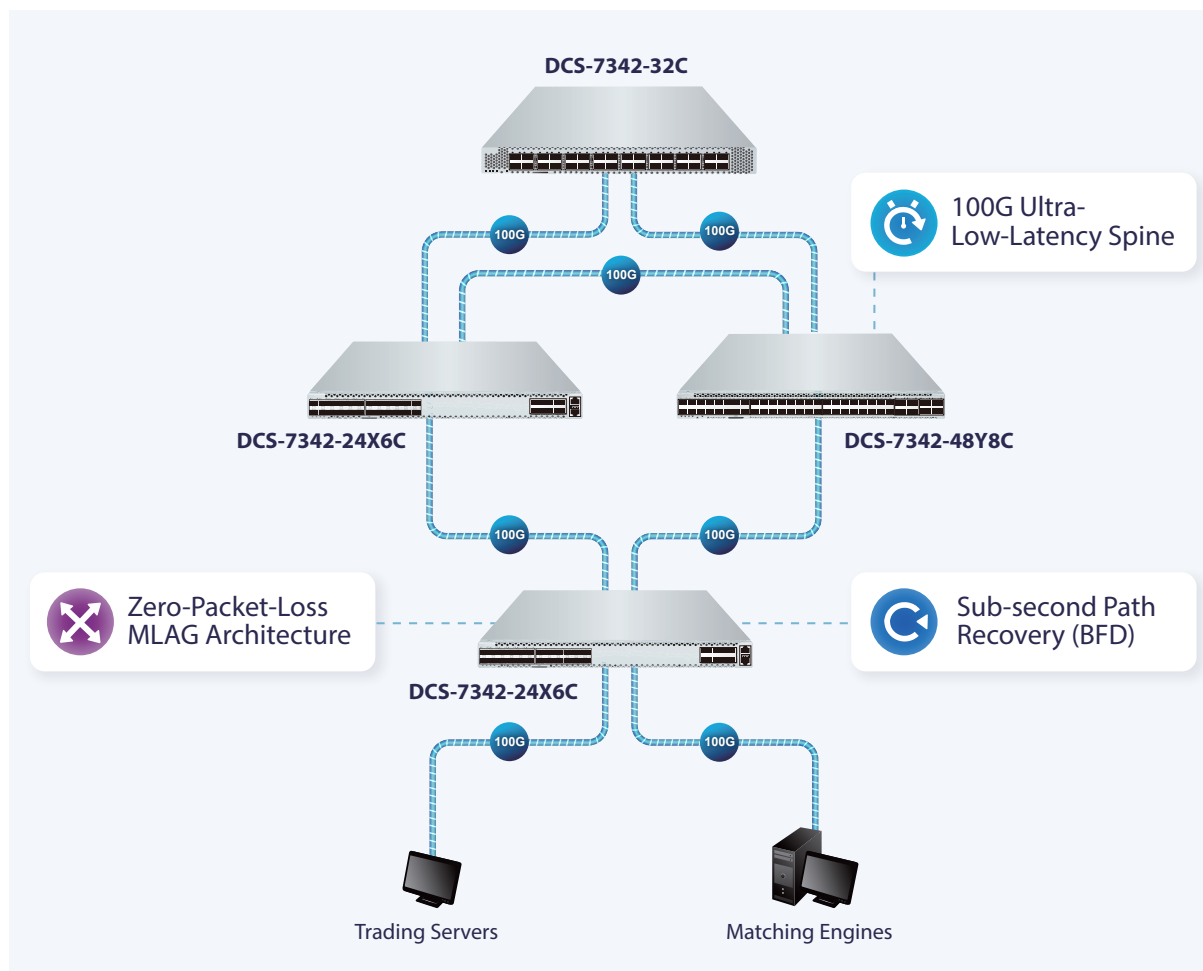 DCS-7342-32C
100G
100G
100G Ultra-
Low-Latency Spine
100G
DCS-7342-24X6C
DCS-7342-48Y8C
100G
100G
Zero-Packet-Loss
MLAG Architecture
Sub-second Path
Recovery (BFD)
DCS-7342-24X6C
100G
100G
Trading Servers
Matching Engines